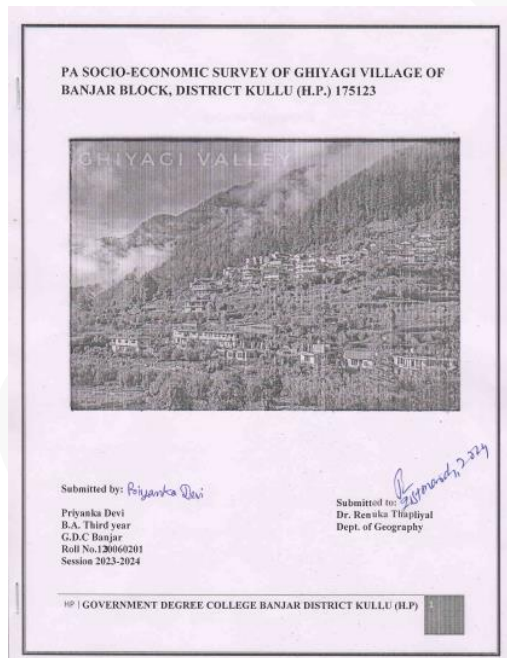 PA SOCIO-ECONOMIC SURVEY OF GHIYAGI VILLAGE OF
BANJAR BLOCK, DISTRICT KULLU (H.P.) 175123
GHIYAGI VALLEY
Submitted by: Priyanka Devi
Priyanka Devi
B.A. Third year
G.D.C Banjar
Roll No.120060201
Session 2023-2024
2024
Submitted to:
Dr. Renuka Thapliyal
Dept. of Geography
HP | GOVERNMENT DEGREE COLLEGE BANJAR DISTRICT KULLU (H.P)
1